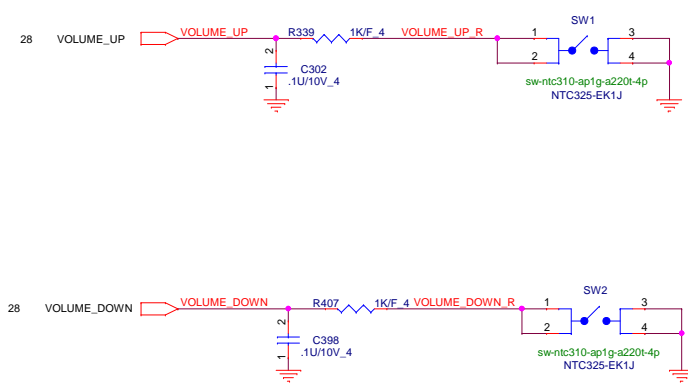 28 VOLUME_UP VOLUME_UP R339 1K/F_4 VOLUME_UP_R
SW1
1 3
2 4
2
C302
.1U/10V_4
1
sw-ntc310-ap1g-a220t-4p
NTC325-EK1J
28 VOLUME_DOWN VOLUME_DOWN R407 1K/F_4 VOLUME_DOWN_R
SW2
1 3
2 4
2
C398
.1U/10V_4
1
sw-ntc310-ap1g-a220t-4p
NTC325-EK1J